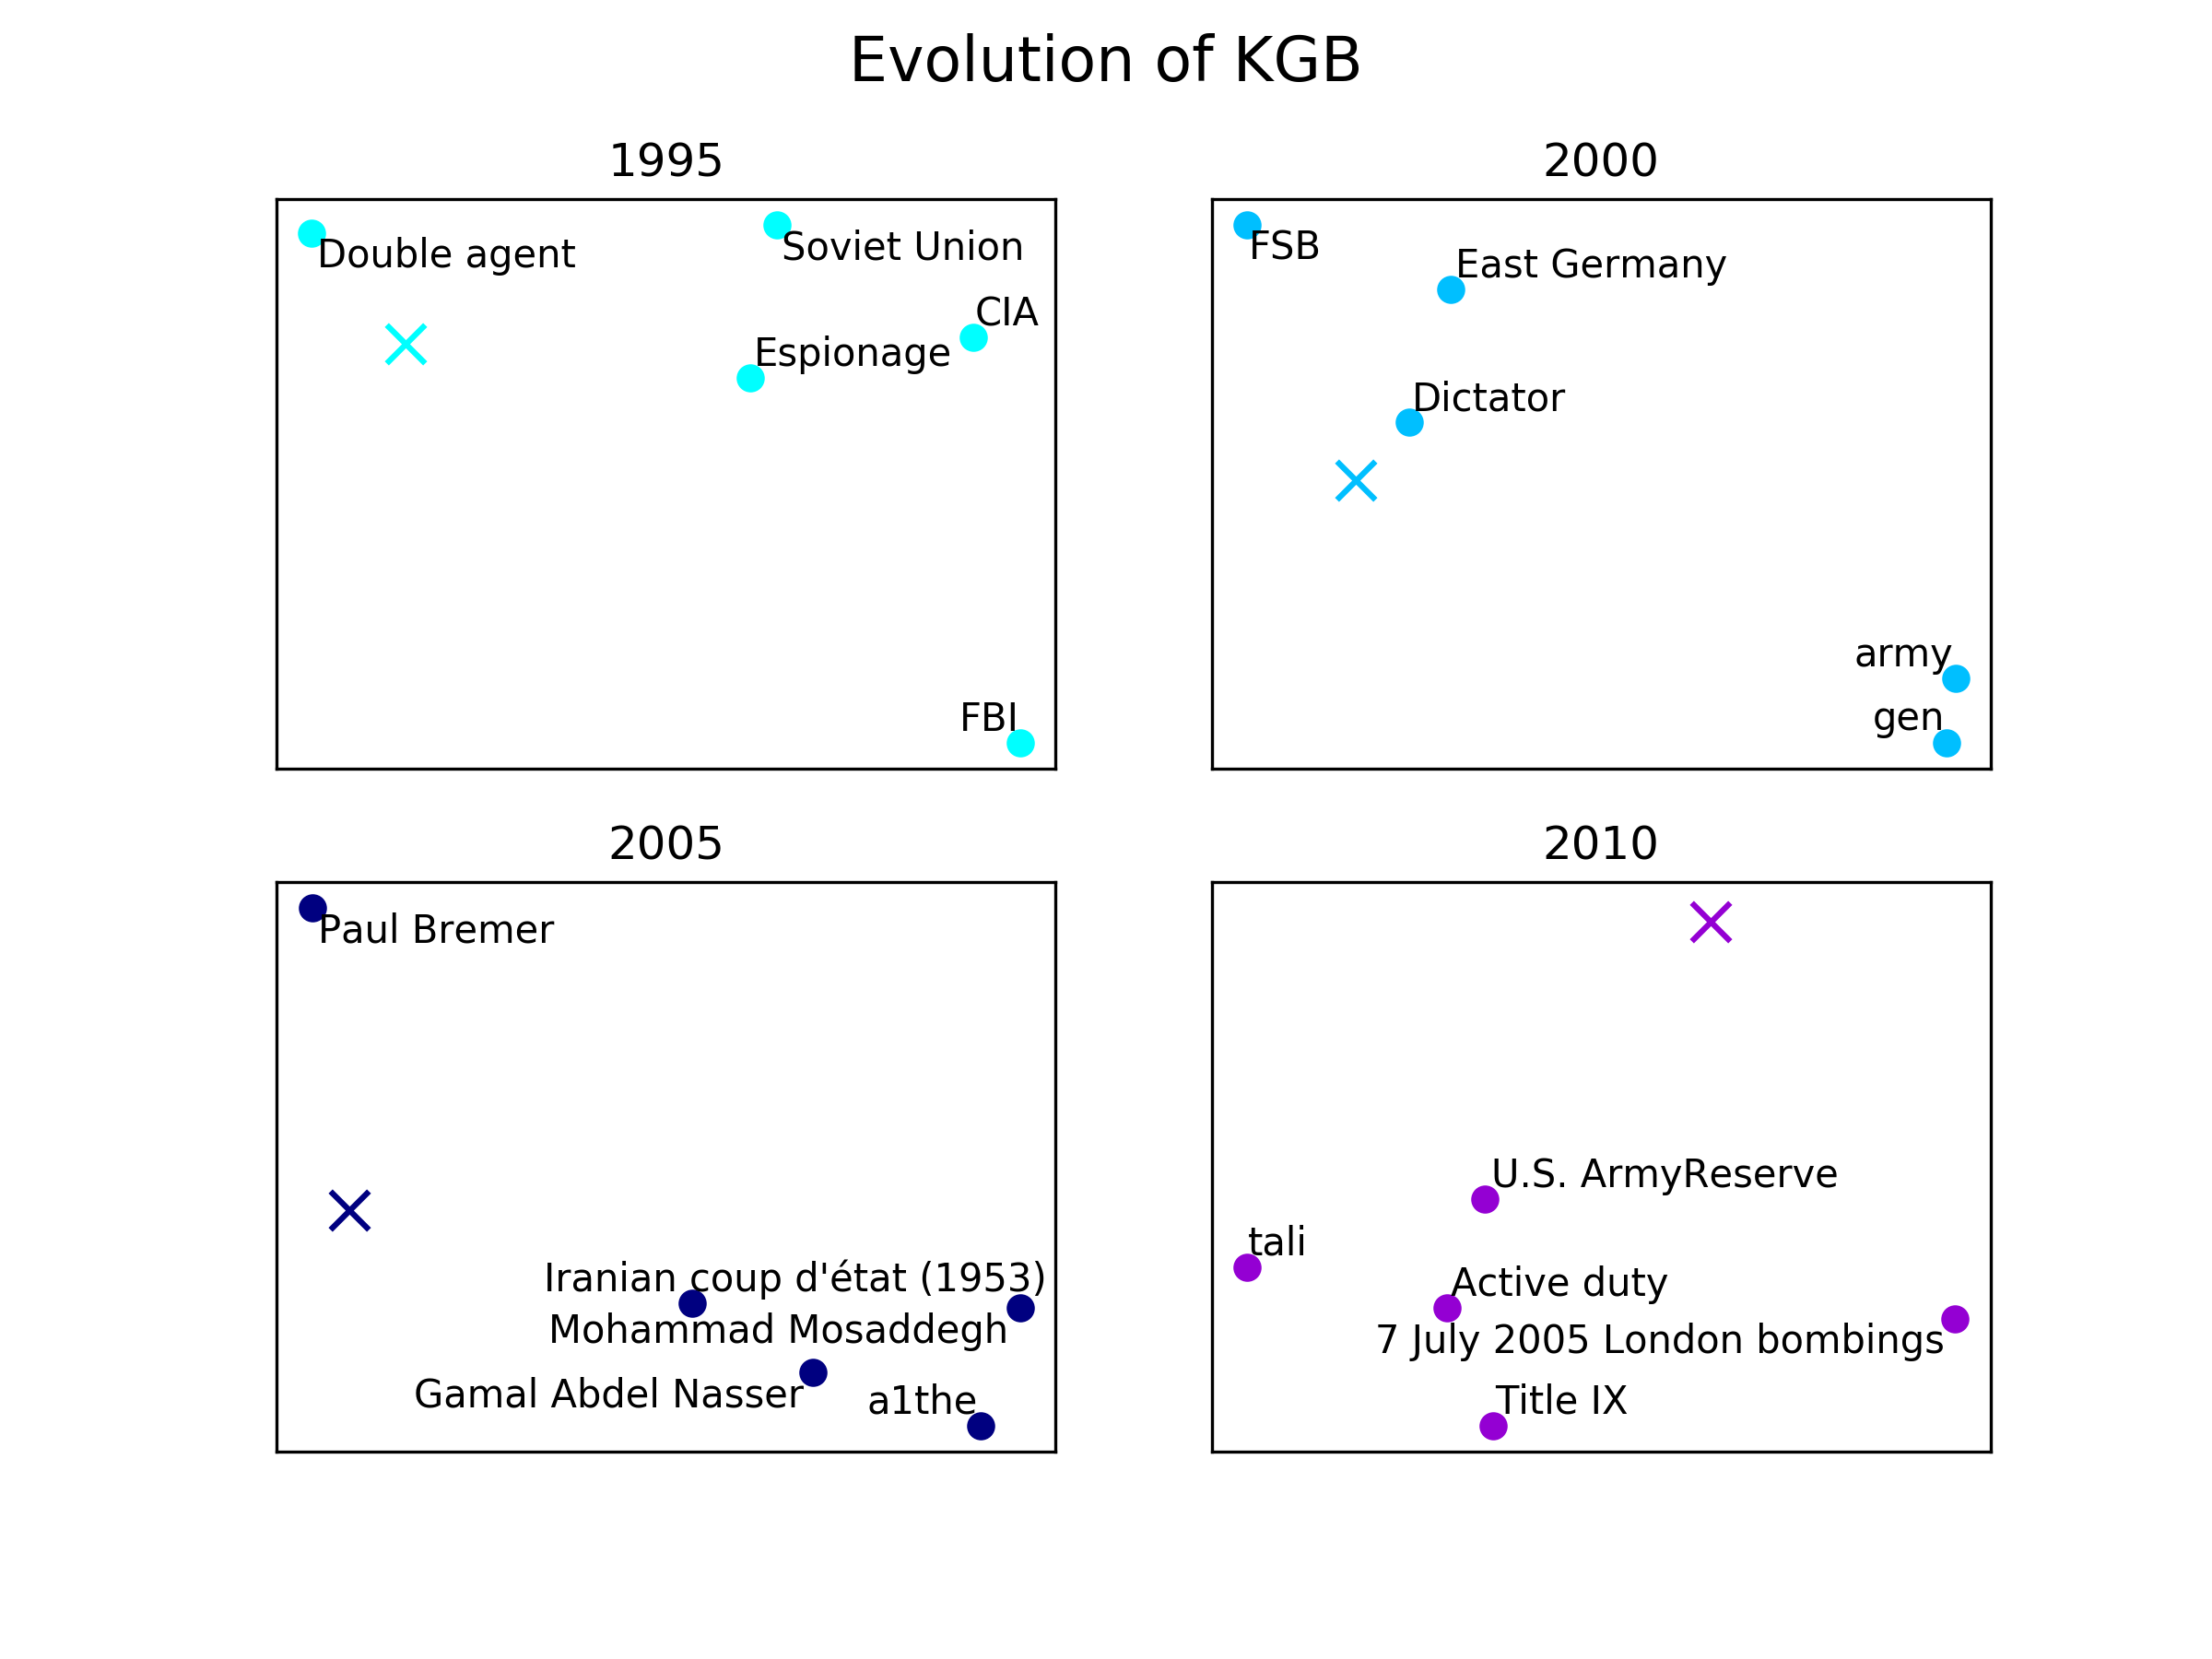 Evolution of KGB
1995
Double agent
Soviet Union
CIA
Espionage
FBI
2000
FSB
East Germany
Dictator
army
gen
2005
Paul Bremer
Iranian coup d'état (1953)
Mohammad Mosaddegh
Gamal Abdel Nasser
a1the
2010
U.S. ArmyReserve
tali
Active duty
7 July 2005 London bombings
Title IX